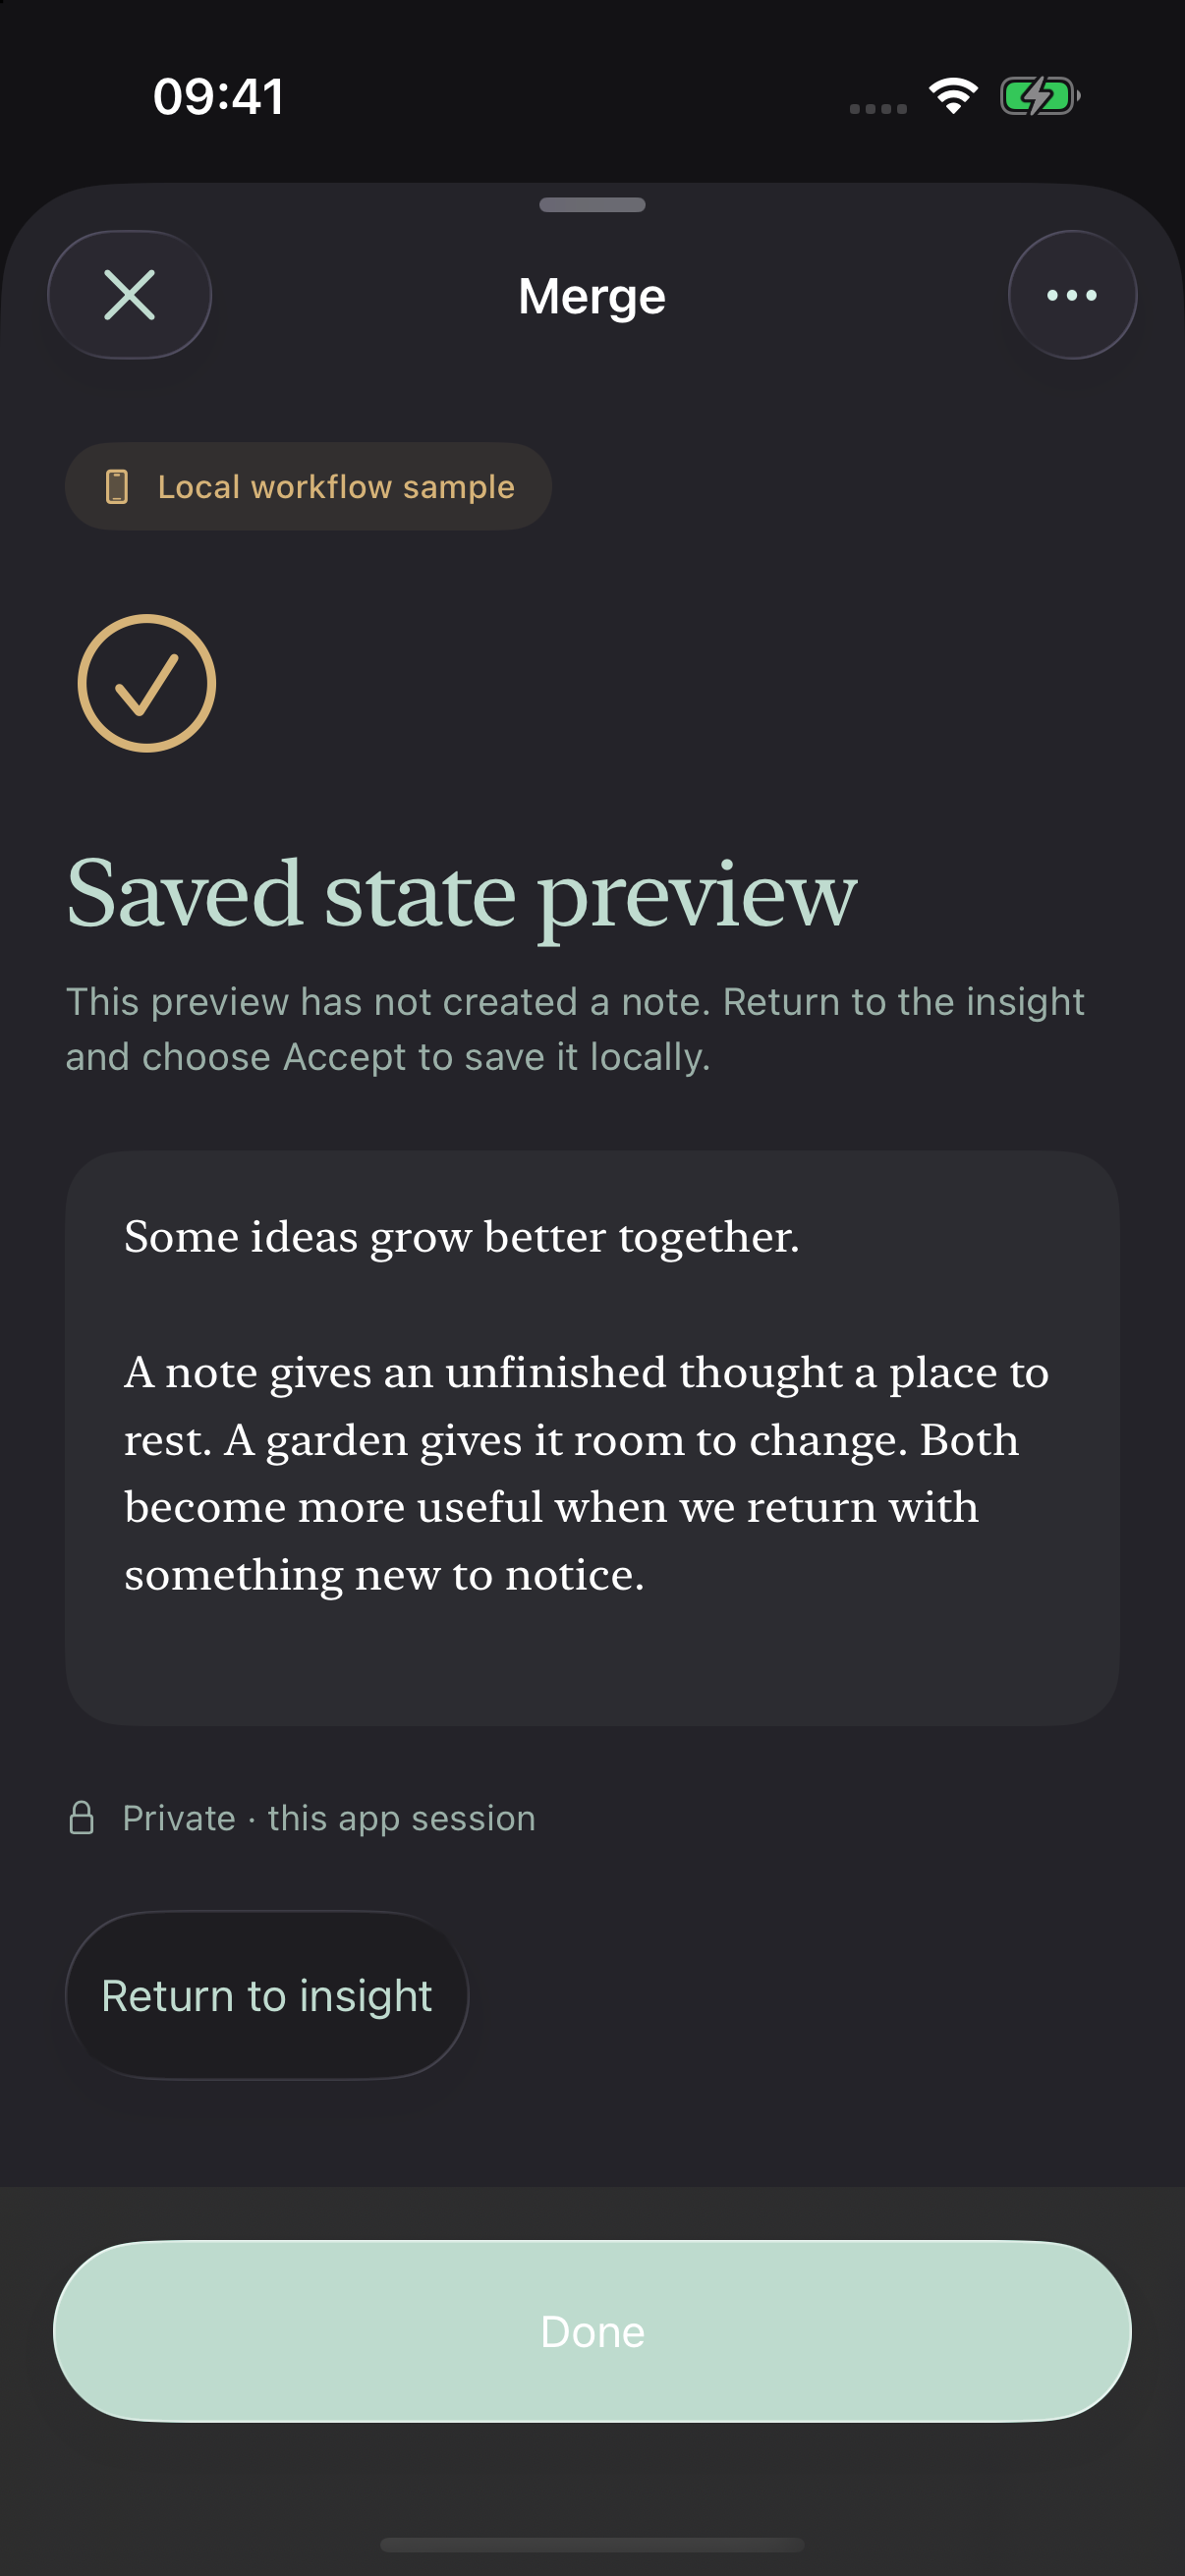 09:41
Merge
Local workflow sample
Saved state preview
This preview has not created a note. Return to the insight
and choose Accept to save it locally.
Some ideas grow better together.
A note gives an unfinished thought a place to
rest. A garden gives it room to change. Both
become more useful when we return with
something new to notice.
Private · this app session
Return to insight
Done